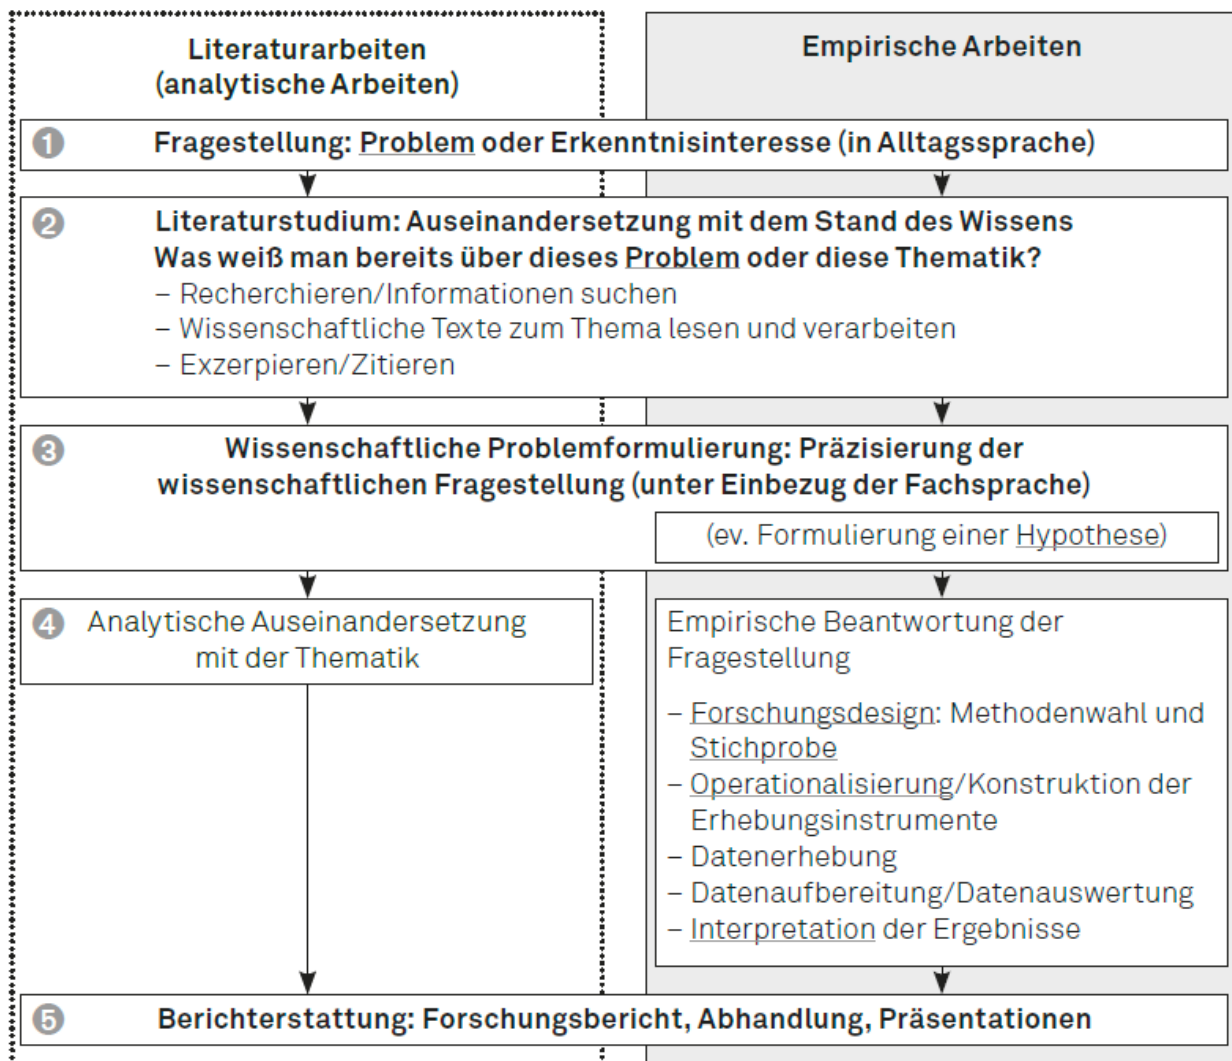 Literaturarbeiten
(analytische Arbeiten)
Empirische Arbeiten
1 Fragestellung: Problem oder Erkenntnisinteresse (in Alltagssprache)
2 Literaturstudium: Auseinandersetzung mit dem Stand des Wissens
Was weiß man bereits über dieses Problem oder diese Thematik?
– Recherchieren/Informationen suchen
– Wissenschaftliche Texte zum Thema lesen und verarbeiten
– Exzerpieren/Zitieren
3 Wissenschaftliche Problemformulierung: Präzisierung der
wissenschaftlichen Fragestellung (unter Einbezug der Fachsprache)
(ev. Formulierung einer Hypothese)
4 Analytische Auseinandersetzung
mit der Thematik
Empirische Beantwortung der
Fragestellung
– Forschungsdesign: Methodenwahl und
Stichprobe
– Operationalisierung/Konstruktion der
Erhebungsinstrumente
– Datenerhebung
– Datenaufbereitung/Datenauswertung
– Interpretation der Ergebnisse
5 Berichterstattung: Forschungsbericht, Abhandlung, Präsentationen